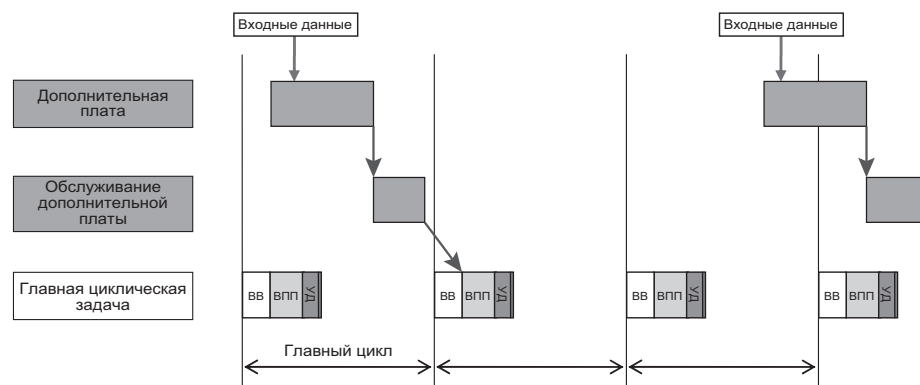 Входные данные
Входные данные
Дополнительная
плата
Обслуживание
дополнительной
платы
Главная циклическая
задача
ВВ ВПП УД
ВВ ВПП УД
ВВ ВПП УД
ВВ ВПП УД
Главный цикл